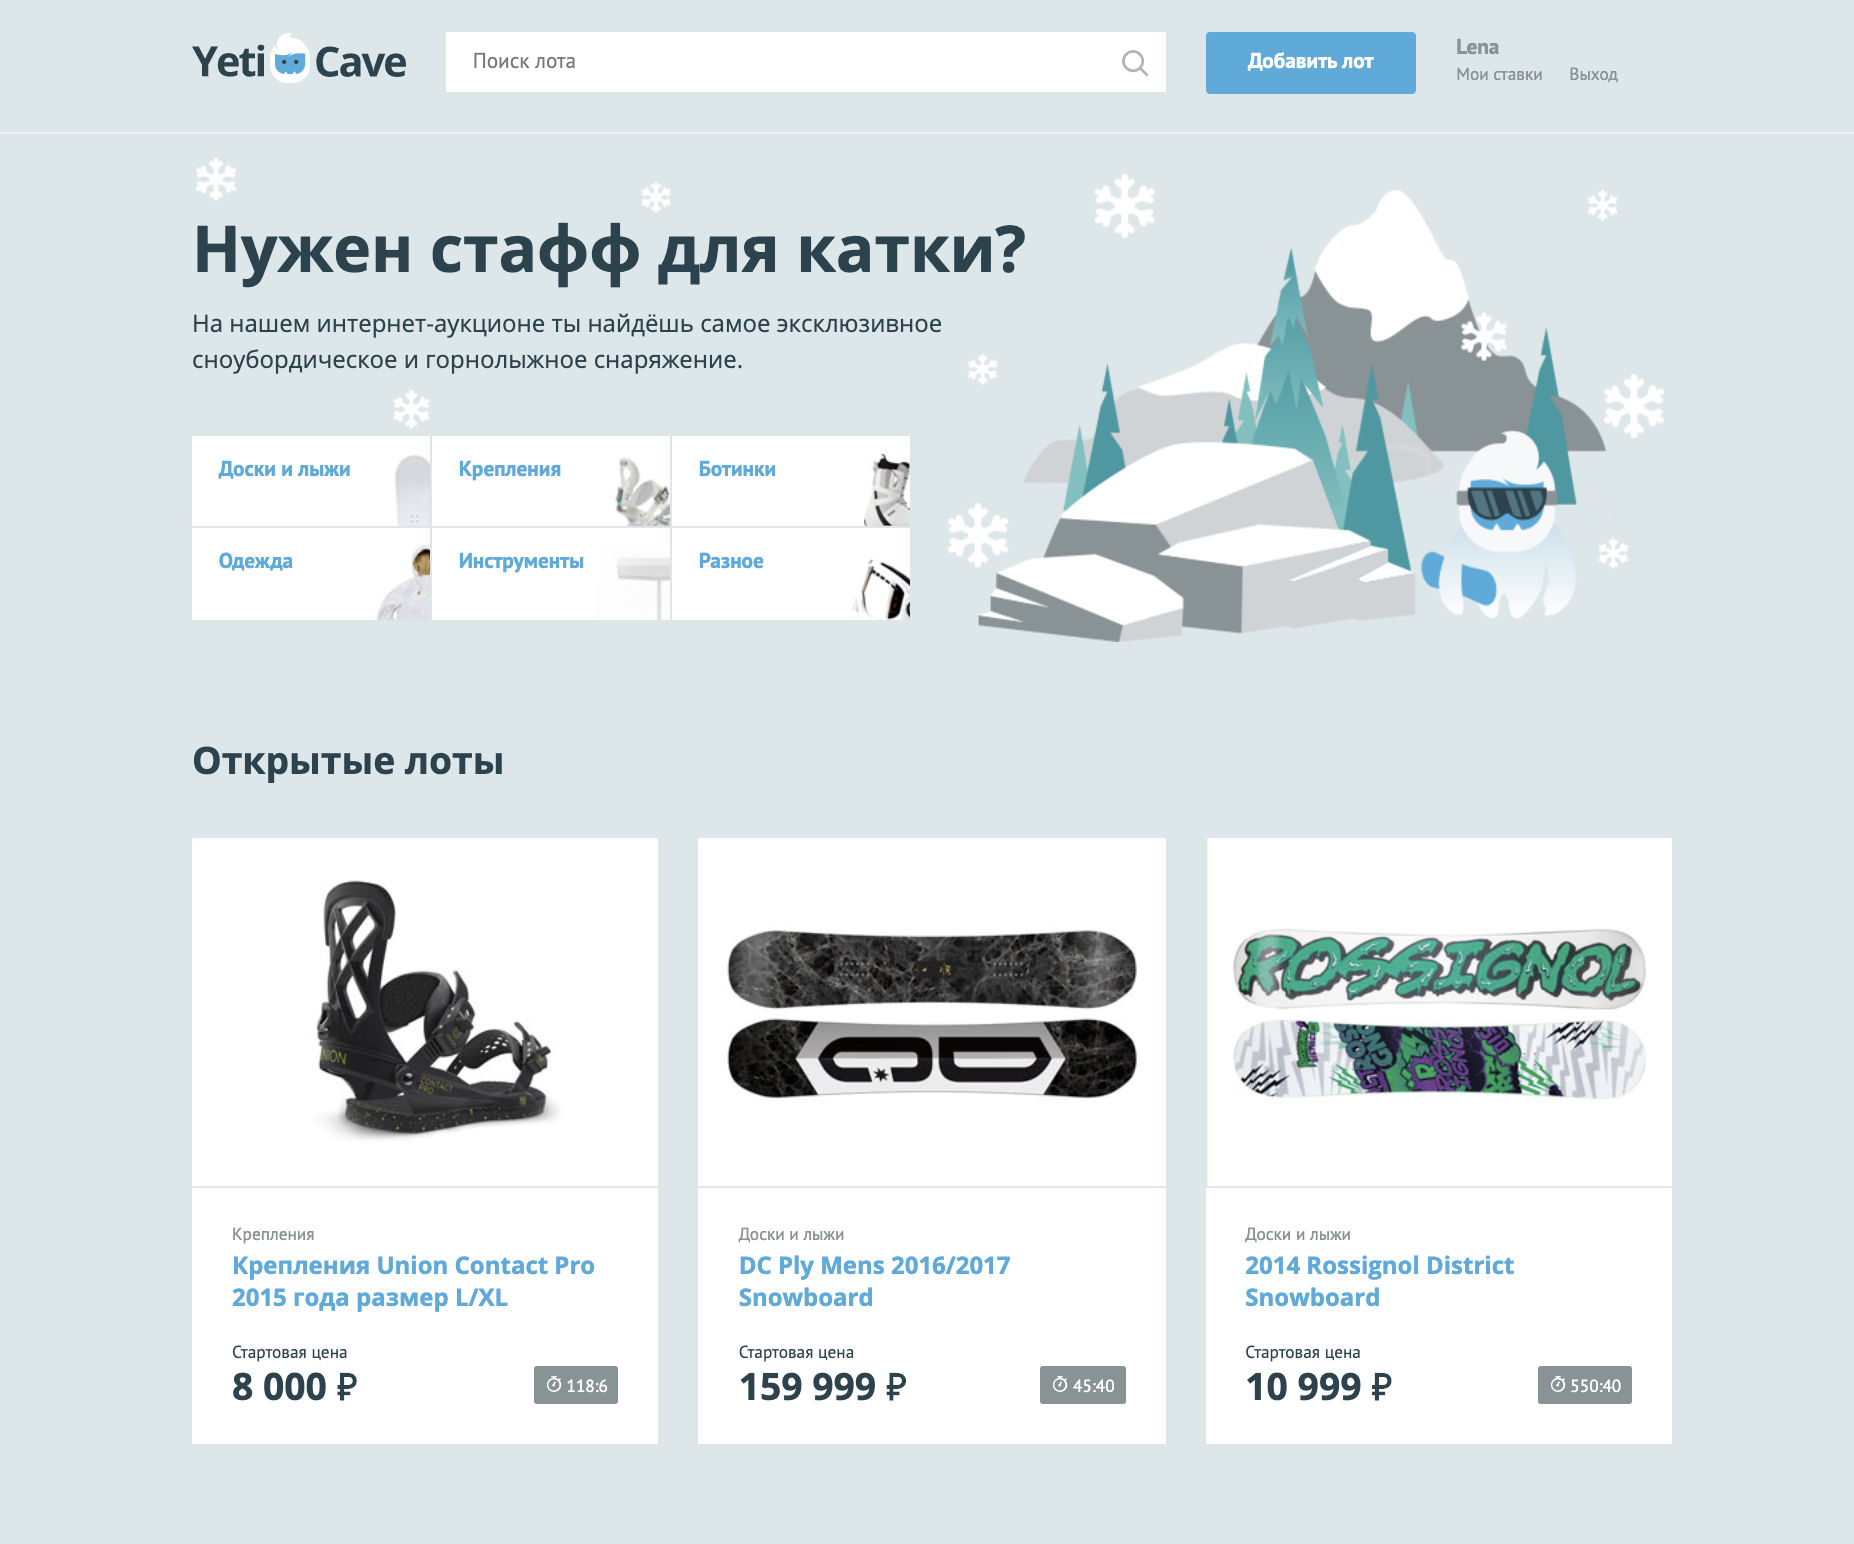 Yeti Cave
Поиск лота
Добавить лот
Lena
Мои ставки Выход
Нужен стафф для катки?
На нашем интернет-аукционе ты найдёшь самое эксклюзивное
сноубордическое и горнолыжное снаряжение.
Доски и лыжи
Крепления
Ботинки
Одежда
Инструменты
Разное
Открытые лоты
UNION
CONTACT
PRO
Крепления
Крепления Union Contact Pro
2015 года размер L/XL
Стартовая цена
8 000 ₽
118:6
Доски и лыжи
DC Ply Mens 2016/2017
Snowboard
Стартовая цена
159 999 ₽
45:40
ROSSIGNOL
Доски и лыжи
2014 Rossignol District
Snowboard
Стартовая цена
10 999 ₽
550:40